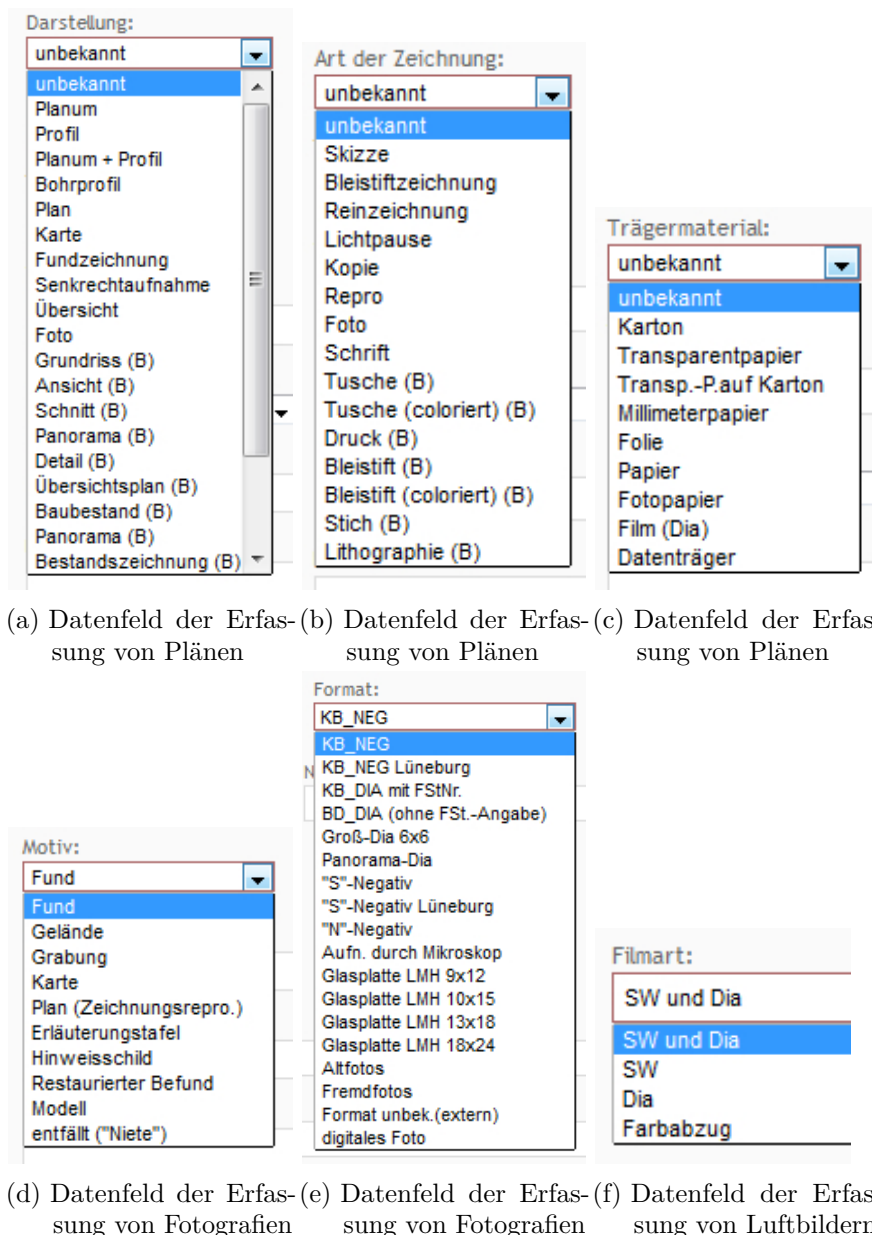 Darstellung:
unbekannt
unbekannt
Planum
Profil
Planum + Profil
Bohrprofil
Plan
Karte
Fundzeichnung
Senkrechtaufnahme
Übersicht
Foto
Grundriss (B)
Ansicht (B)
Schnitt (B)
Panorama (B)
Detail (B)
Übersichtsplan (B)
Baubestand (B)
Panorama (B)
Bestandszeichnung (B)
(a) Datenfeld der Erfas-
sung von Plänen
Art der Zeichnung:
unbekannt
unbekannt
Skizze
Bleistiftzeichnung
Reinzeichnung
Lichtpause
Kopie
Repro
Foto
Schrift
Tusche (B)
Tusche (coloriert) (B)
Druck (B)
Bleistift (B)
Bleistift (coloriert) (B)
Stich (B)
Lithographie (B)
(b) Datenfeld der Erfas-
sung von Plänen
Trägermaterial:
unbekannt
unbekannt
Karton
Transparentpapier
Transp.-P.auf Karton
Millimeterpapier
Folie
Papier
Fotopapier
Film (Dia)
Datenträger
(c) Datenfeld der Erfas
sung von Plänen
Motiv:
Fund
Fund
Gelände
Grabung
Karte
Plan (Zeichnungsrepro.)
Erläuterungstafel
Hinweisschild
Restaurierter Befund
Modell
entfällt ("Niete")
(d) Datenfeld der Erfas-
sung von Fotografien
Format:
KB_NEG
N
KB_NEG
KB_NEG Lüneburg
KB_DIA mit FStNr.
BD_DIA (ohne FSt.-Angabe)
Groß-Dia 6x6
Panorama-Dia
"S"-Negativ
"S"-Negativ Lüneburg
"N"-Negativ
Aufn. durch Mikroskop
Glasplatte LMH 9x12
Glasplatte LMH 10x15
Glasplatte LMH 13x18
Glasplatte LMH 18x24
Altfotos
Fremdfotos
Format unbek.(extern)
digitales Foto
(e) Datenfeld der Erfas-
sung von Fotografien
Filmart:
SW und Dia
SW und Dia
SW
Dia
Farbabzug
(f) Datenfeld der Erfas
sung von Luftbildern